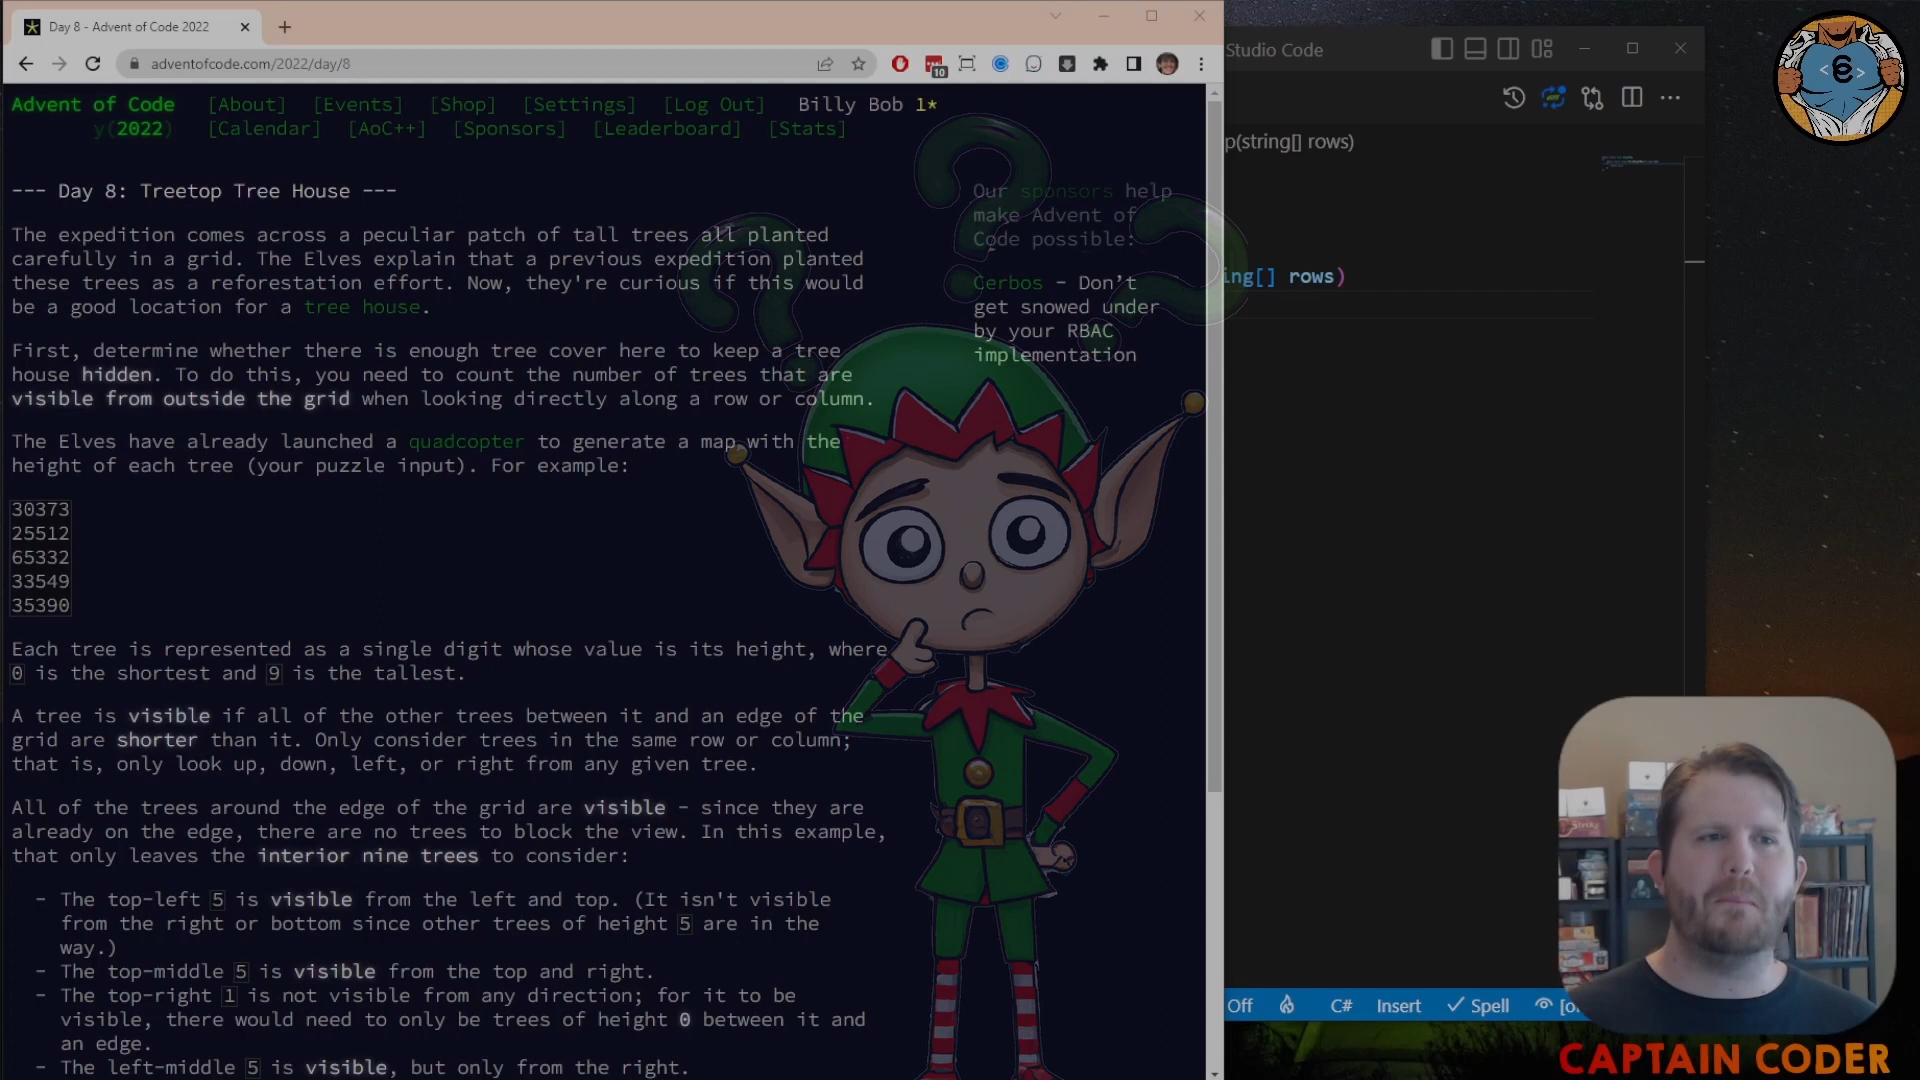 Day 8 - Advent of Code 2022
adventofcode.com/2022/day/8
10
Advent of Code [About] [Events] [Shop] [Settings] [Log Out] Billy Bob 1*
y(2022) [Calendar] [AoC++] [Sponsors] [Leaderboard] [Stats]
--- Day 8: Treetop Tree House ---
The expedition comes across a peculiar patch of tall trees all planted
carefully in a grid. The Elves explain that a previous expedition planted
these trees as a reforestation effort. Now, they're curious if this would
be a good location for a tree house.
First, determine whether there is enough tree cover here to keep a tree
house hidden. To do this, you need to count the number of trees that are
visible from outside the grid when looking directly along a row or column.
The Elves have already launched a quadcopter to generate a map with the
height of each tree (your puzzle input). For example:
30373
25512
65332
33549
35390
Each tree is represented as a single digit whose value is its height, where
0 is the shortest and 9 is the tallest.
A tree is visible if all of the other trees between it and an edge of the
grid are shorter than it. Only consider trees in the same row or column;
that is, only look up, down, left, or right from any given tree.
All of the trees around the edge of the grid are visible - since they are
already on the edge, there are no trees to block the view. In this example,
that only leaves the interior nine trees to consider:
- The top-left 5 is visible from the left and top. (It isn't visible
from the right or bottom since other trees of height 5 are in the
way.)
- The top-middle 5 is visible from the top and right.
- The top-right 1 is not visible from any direction; for it to be
visible, there would need to only be trees of height 0 between it and
an edge.
- The left-middle 5 is visible, but only from the right.
Our sponsors help
make Advent of
Code possible:
Cerbos - Don't
get snowed under
by your RBAC
implementation
Studio Code
p(string[] rows)
ing[] rows)
Off C# Insert Spell [o
CAPTAIN CODER